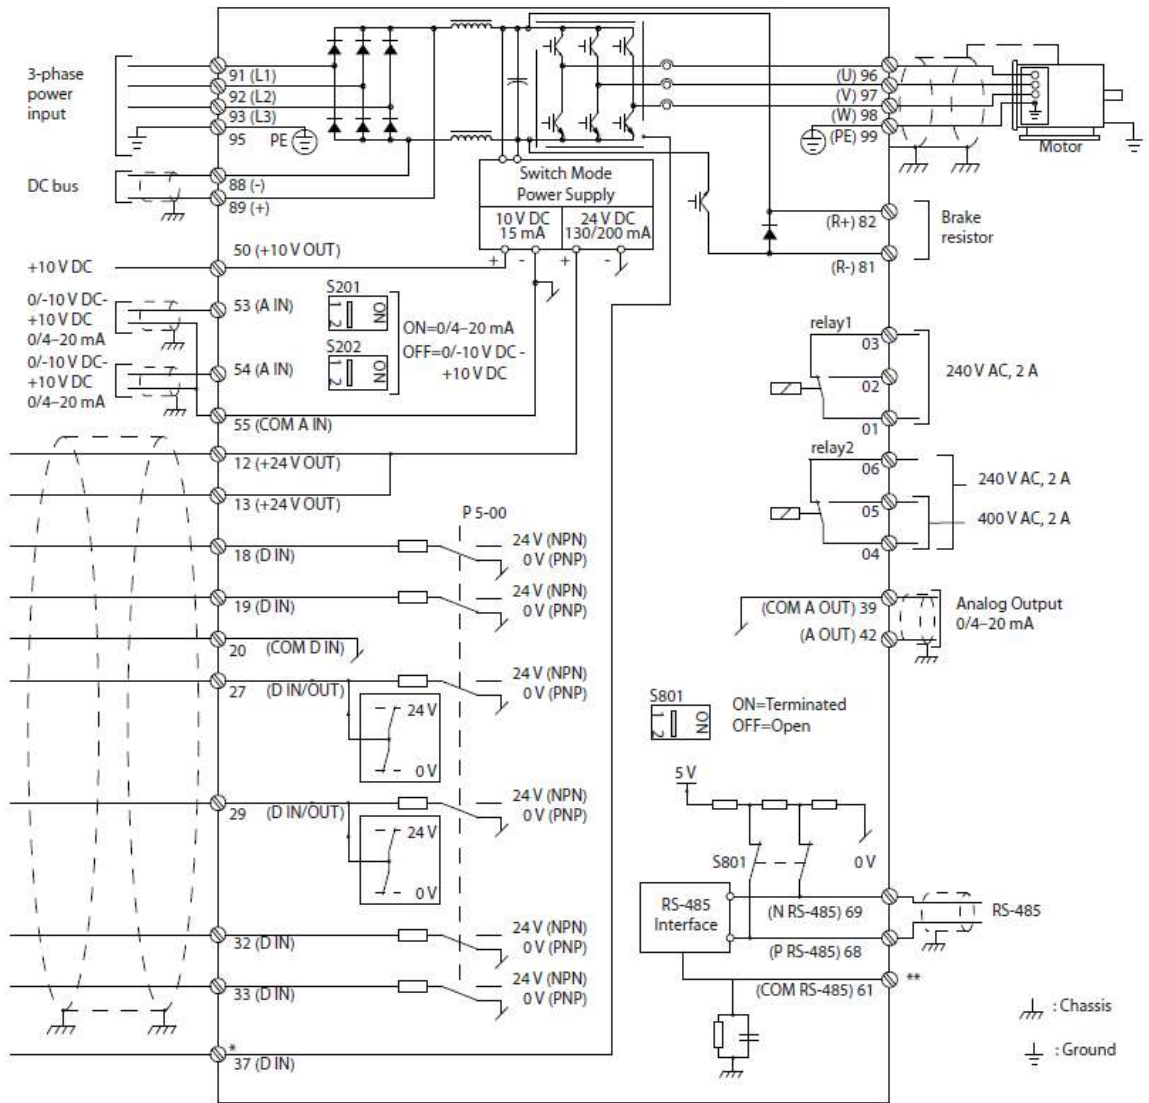 3-phase
power
input
91 (L1)
92 (L2)
93 (L3)
95
PE
DC bus
88 (-)
89 (+)
Switch Mode
Power Supply
10 V DC
15 mA
24 V DC
130/200 mA
+
-
+
-
(U) 96
(V) 97
(W) 98
(PE) 99
Motor
(R+) 82
(R-) 81
Brake
resistor
+10 V DC
50 (+10 V OUT)
0/-10 V DC-
+10 V DC
0/4–20 mA
53 (A IN)
0/-10 V DC-
+10 V DC
0/4–20 mA
54 (A IN)
55 (COM A IN)
S201
1 2
ON
S202
1 2
ON
ON=0/4–20 mA
OFF=0/-10 V DC -
+10 V DC
relay1
03
02
01
240 V AC, 2 A
relay2
06
05
04
240 V AC, 2 A
400 V AC, 2 A
12 (+24 V OUT)
13 (+24 V OUT)
P 5-00
18 (D IN)
24 V (NPN)
0 V (PNP)
19 (D IN)
24 V (NPN)
0 V (PNP)
20 (COM D IN)
27 (D IN/OUT)
24 V (NPN)
0 V (PNP)
24 V
0 V
29 (D IN/OUT)
24 V (NPN)
0 V (PNP)
24 V
0 V
32 (D IN)
24 V (NPN)
0 V (PNP)
33 (D IN)
24 V (NPN)
0 V (PNP)
*
37 (D IN)
(COM A OUT) 39
(A OUT) 42
Analog Output
0/4–20 mA
S801
1 2
ON
ON=Terminated
OFF=Open
5 V
S801
0 V
RS-485
Interface
(N RS-485) 69
(P RS-485) 68
(COM RS-485) 61
RS-485
**
: Chassis
: Ground